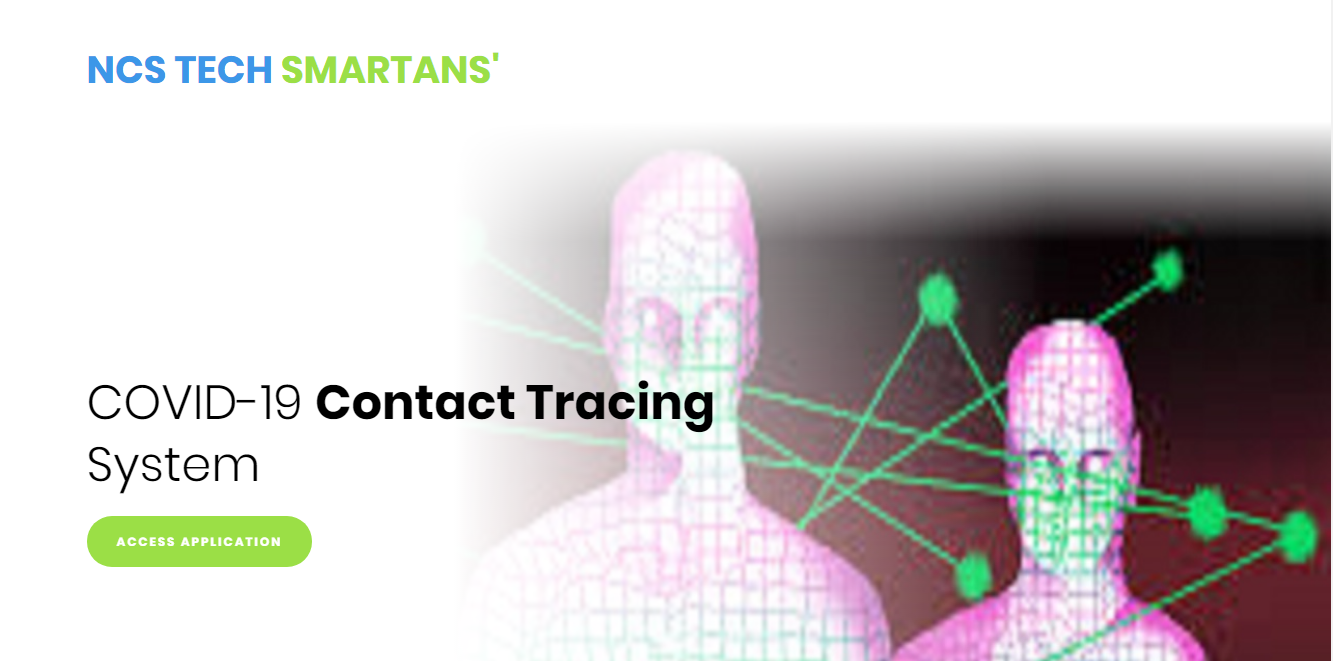 NCS TECH SMARTANS'
COVID-19 Contact Tracing
System
ACCESS APPLICATION